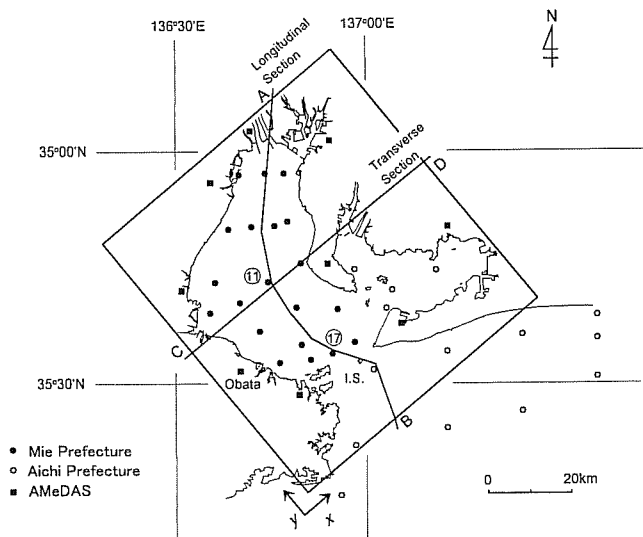 136°30'E
137°00'E
N
Longitudinal
Section
A
35°00'N
Transverse
Section
D
11
17
C
Obata
I.S.
35°30'N
B
Mie Prefecture
Aichi Prefecture
AMeDAS
0
20km
y
x